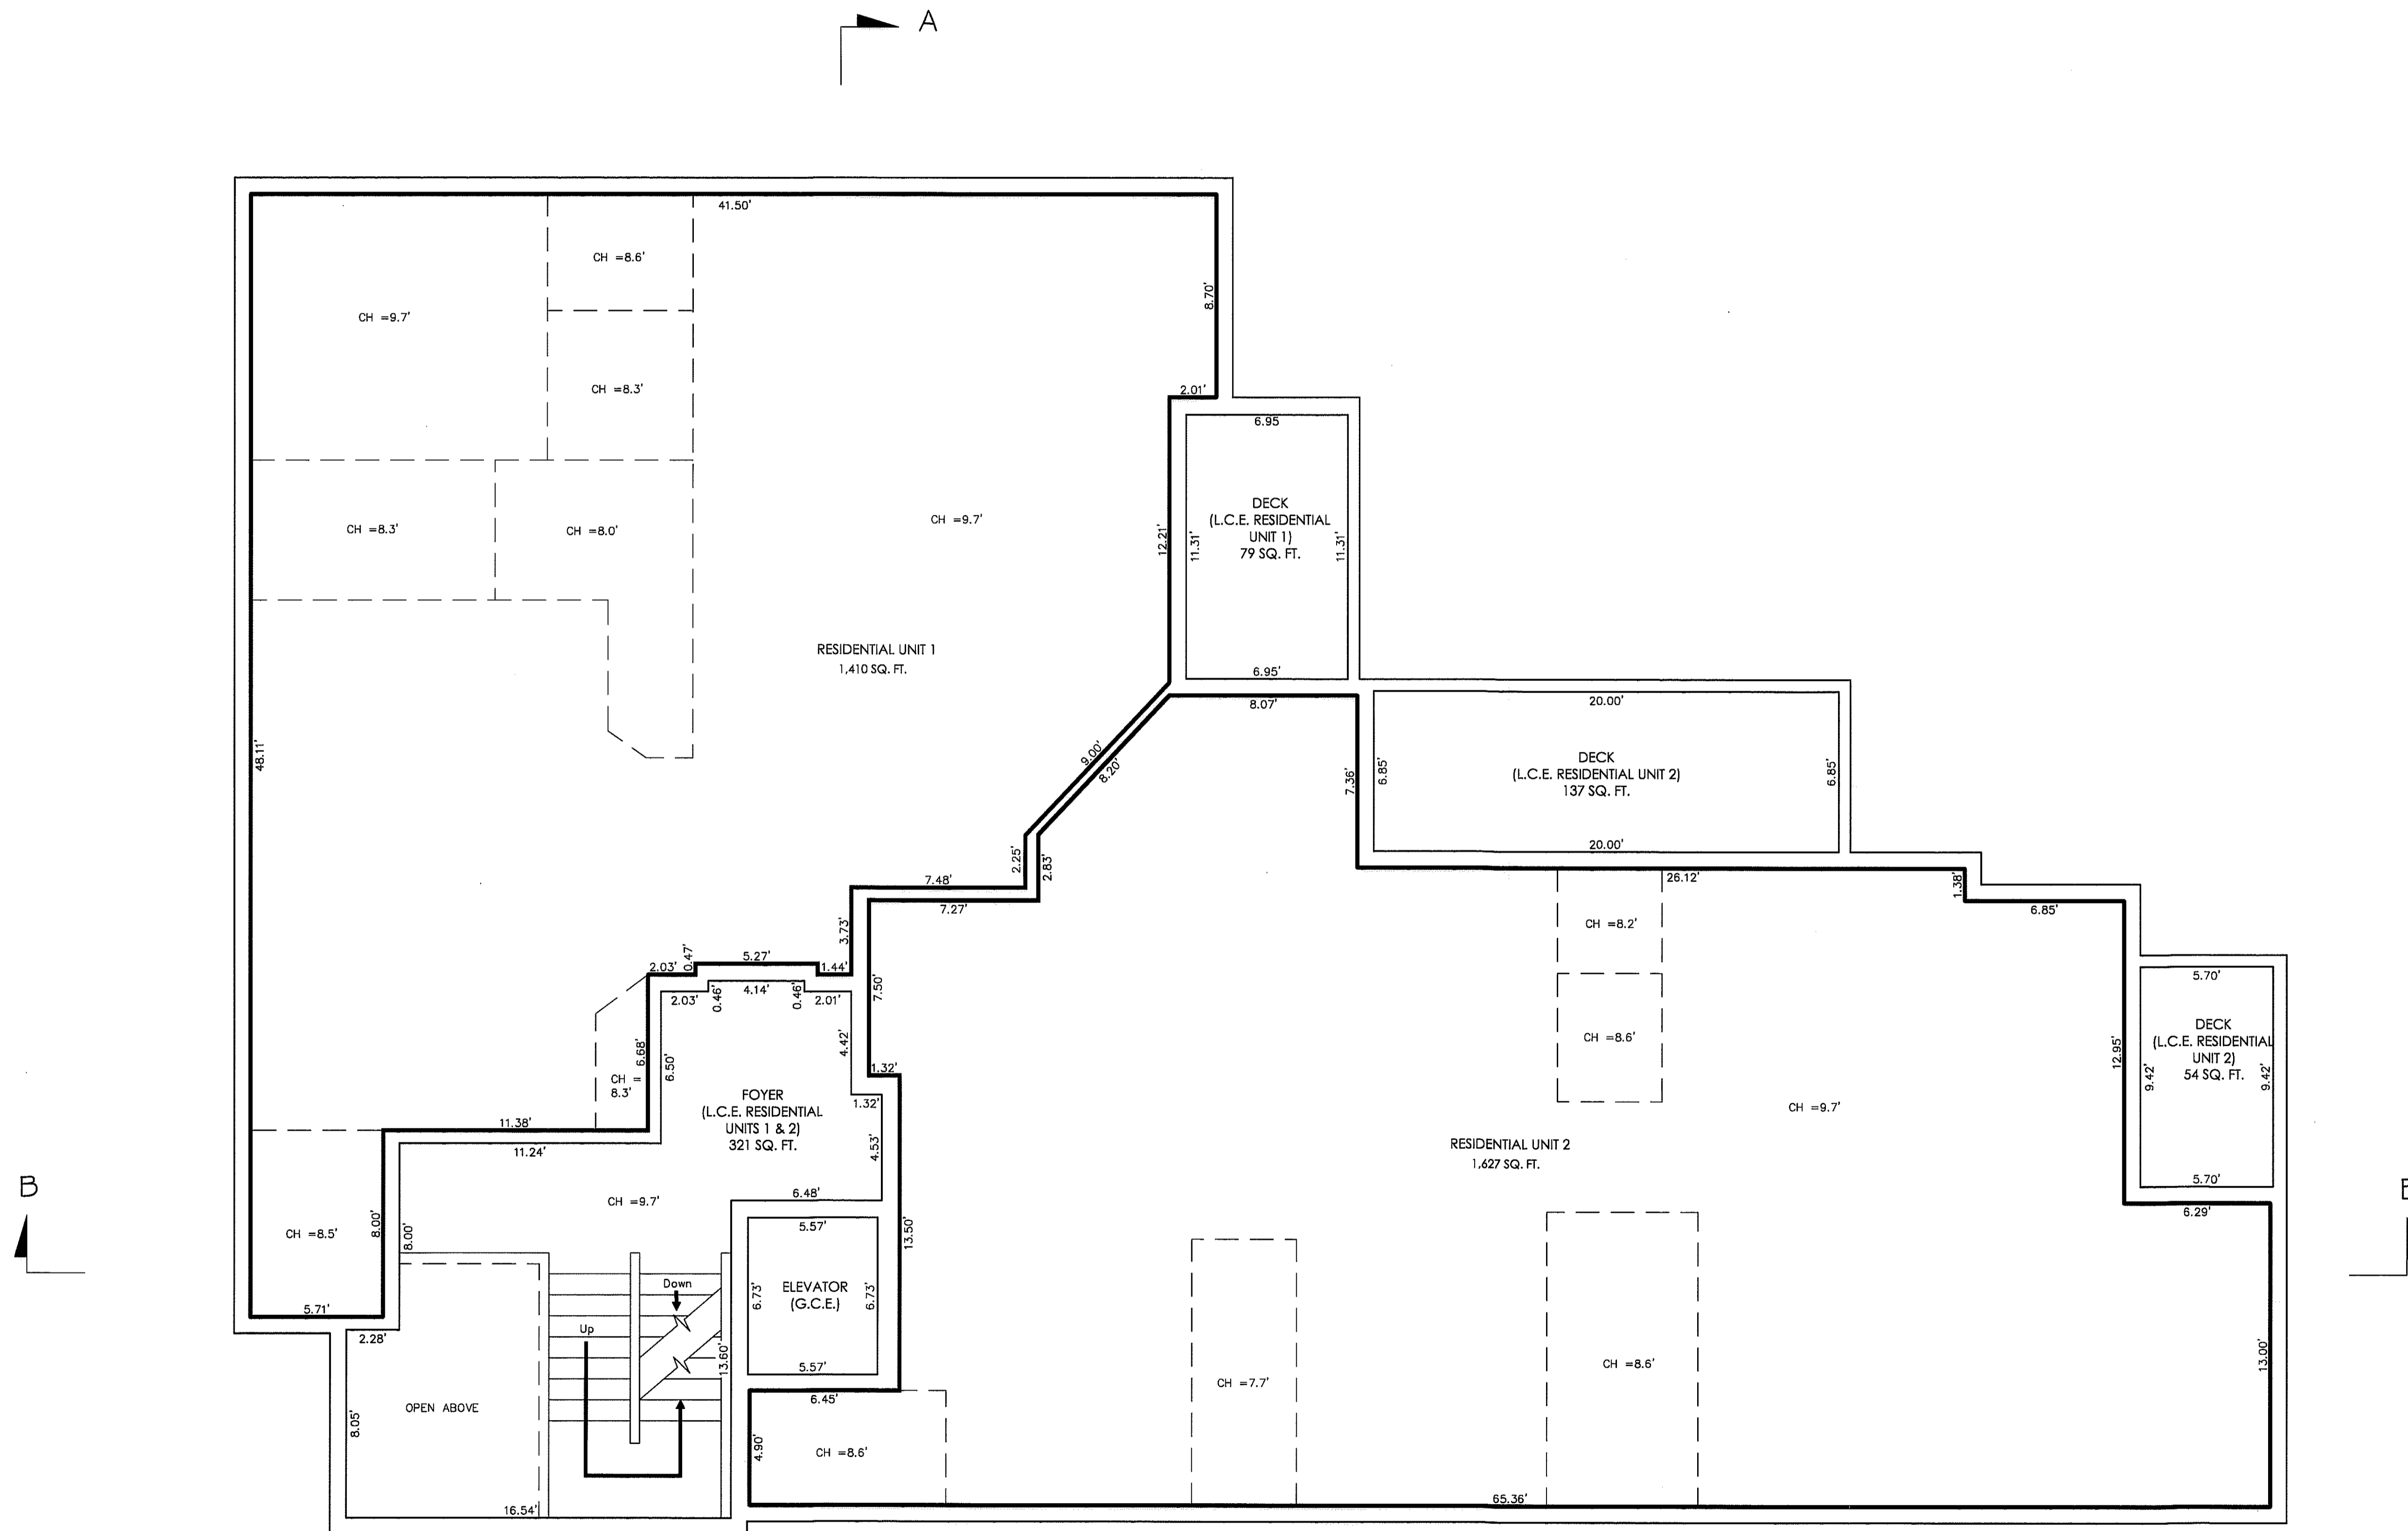 A
41.50'
CH =8.6'
8.70'
CH =9.7'
CH =8.3'
2.01'
6.95
DECK
(L.C.E. RESIDENTIAL
UNIT 1)
79 SQ. FT.
12.21'
11.31'
11.31'
CH =9.7'
CH =8.3'
CH =8.0'
RESIDENTIAL UNIT 1
1,410 SQ. FT.
6.95'
8.07'
20.00'
48.11'
9.00'
8.20'
7.36'
6.85'
DECK
(L.C.E. RESIDENTIAL UNIT 2)
137 SQ. FT.
6.85'
20.00'
2.25'
2.83'
7.48'
7.27'
26.12'
1.38'
6.85'
3.73'
CH =8.2'
2.03'
0.47'
5.27'
1.44'
2.03'
0.46'
4.14'
0.46'
2.01'
7.50'
5.70'
4.42'
CH =8.6'
DECK
(L.C.E. RESIDENTIAL
UNIT 2)
54 SQ. FT.
12.95'
9.42'
9.42'
6.68'
6.50'
1.32'
CH =
8.3'
FOYER
(L.C.E. RESIDENTIAL
UNITS 1 & 2)
321 SQ. FT.
1.32'
CH =9.7'
11.38'
11.24'
4.53'
RESIDENTIAL UNIT 2
1,627 SQ. FT.
B
6.48'
CH =9.7'
5.70'
6.29'
CH =8.5'
8.00'
8.00'
5.57'
13.50'
Down
ELEVATOR
(G.C.E.)
6.73'
6.73'
5.71'
2.28'
Up
13.60'
5.57'
13.00'
CH =8.6'
CH =7.7'
6.45'
OPEN ABOVE
8.05'
4.90'
CH =8.6'
16.54'
65.36'